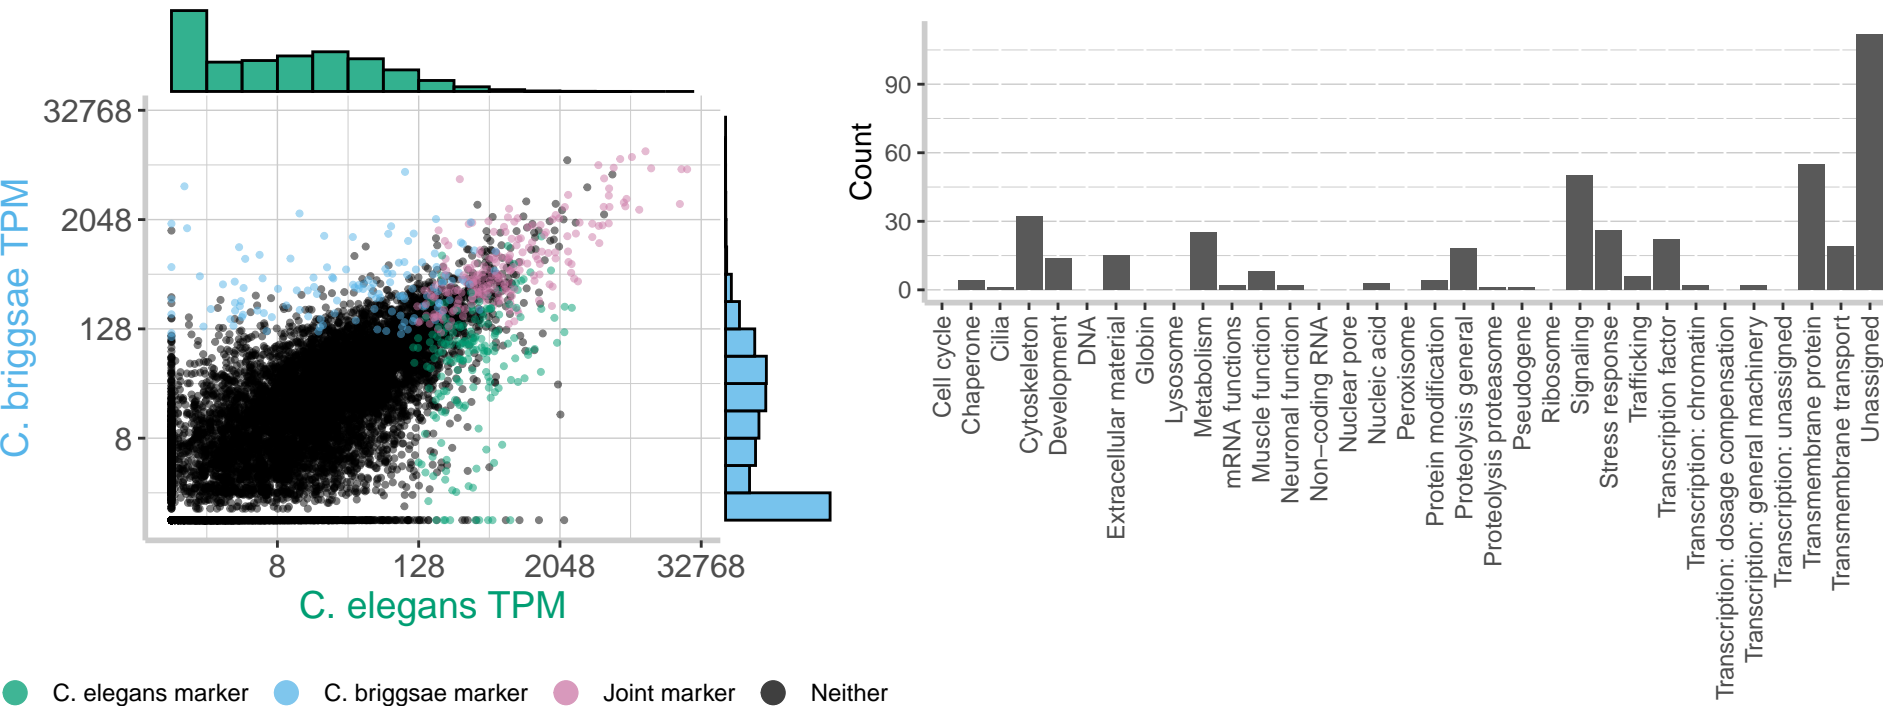 32768
2048
128
8
C. briggsae TPM
8
128
2048
32768
C. elegans TPM
C. elegans marker
C. briggsae marker
Joint marker
Neither
Count
90
60
30
0
Cell cycle
Chaperone
Cilia
Cytoskeleton
Development
DNA
Extracellular material
Globin
Lysosome
Metabolism
mRNA functions
Muscle function
Neuronal function
Non−coding RNA
Nuclear pore
Nucleic acid
Peroxisome
Protein modification
Proteolysis general
Proteolysis proteasome
Pseudogene
Ribosome
Signaling
Stress response
Trafficking
Transcription factor
Transcription: chromatin
Transcription: dosage compensation
Transcription: general machinery
Transcription: unassigned
Transmembrane protein
Transmembrane transport
Unassigned